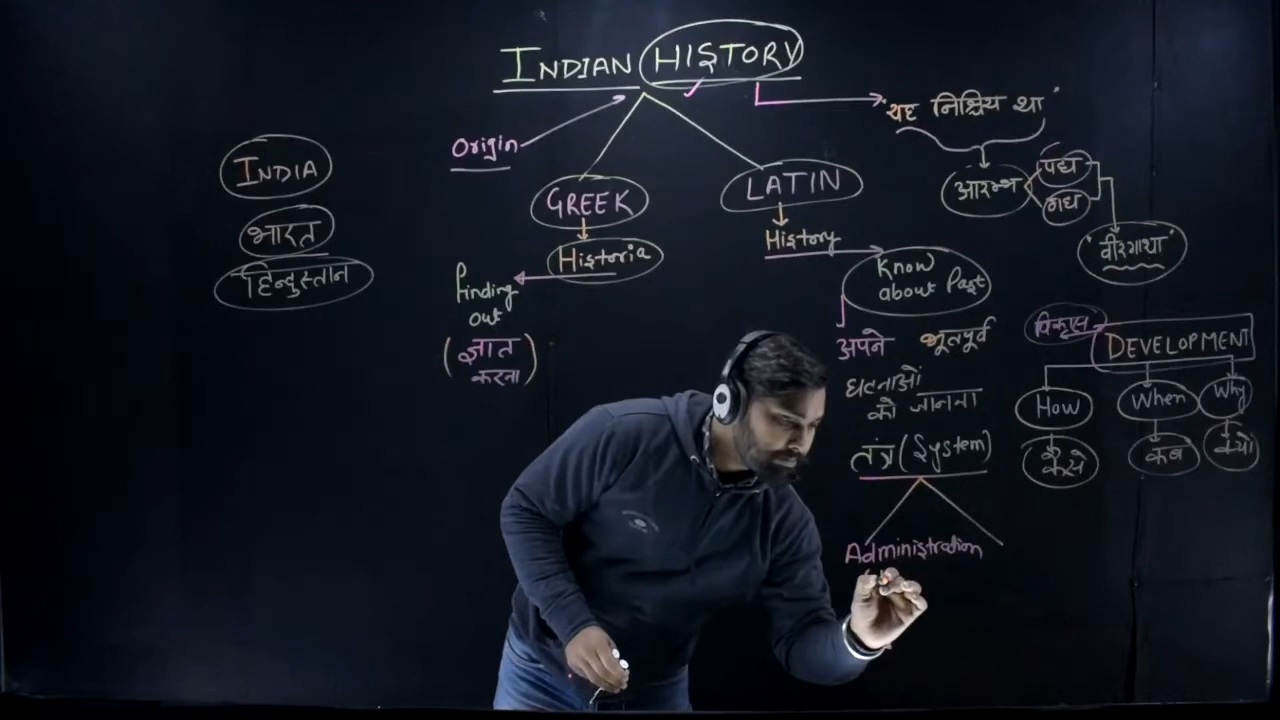 INDIAN HISTORY
Origin
"यह निश्चिय था"
INDIA
भारत
हिन्दुस्तान
GREEK
Historia
Finding
out
(ज्ञात
करना)
LATIN
History
Know
about Past
अपने भूतपूर्व
घटनाओं
को जानना
तंत्र (System)
Administration
आरम्भ
पद्य
गद्य
"वीरगाथा"
विकास
DEVELOPMENT
How
When
Why
कैसे
कब
क्यों